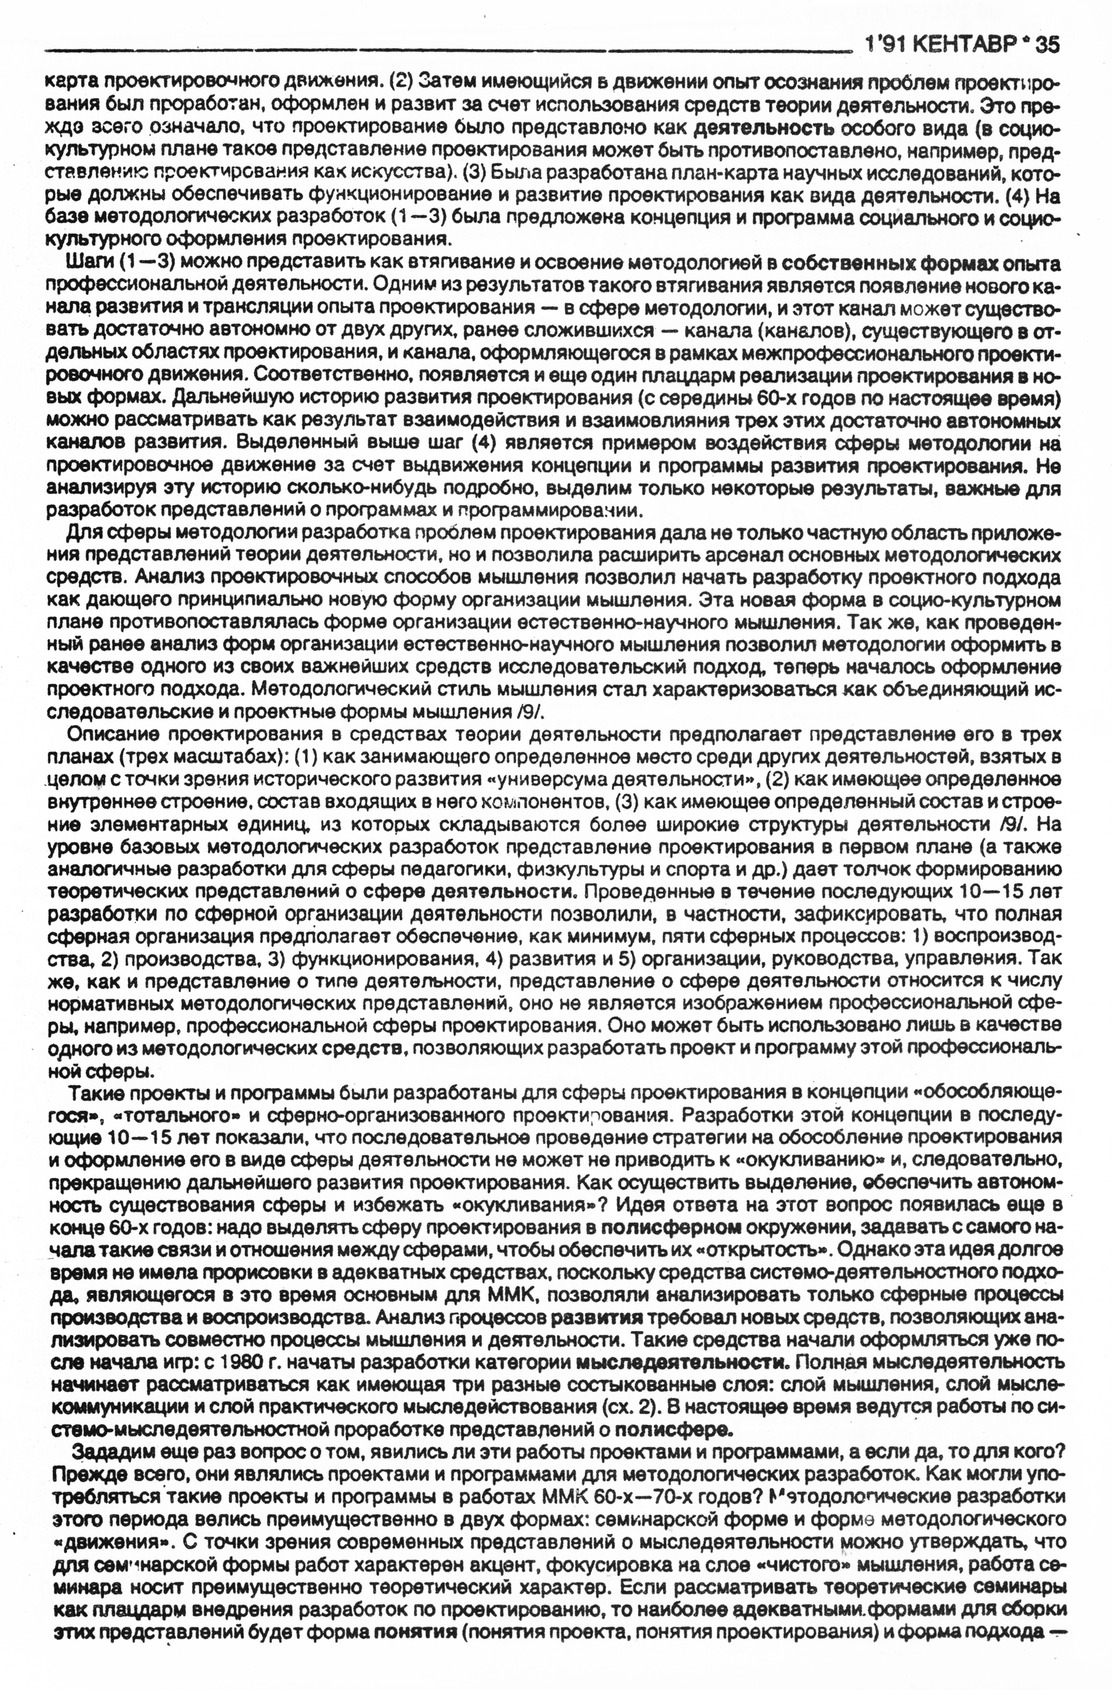 1'91 КЕНТАВР * 35
карта проектировочного движения. (2) Затем имеющийся в движении опыт осознания проблем проектиро-
вания был проработан, оформлен и развит за счет использования средств теории деятельности. Это пре-
жде всего означало, что проектирование было представлено как деятельность особого вида (в социо-
культурном плане такое представление проектирования может быть противопоставлено, например, пред-
ставлению проектирования как искусства). (3) Была разработана план-карта научных исследований, кото-
рые должны обеспечивать функционирование и развитие проектирования как вида деятельности. (4) На
базе методологических разработок (1—3) была предложена концепция и программа социального и социо-
культурного оформления проектирования.
Шаги (1—3) можно представить как втягивание и освоение методологией в собственных формах опыта
профессиональной деятельности. Одним из результатов такого втягивания является появление нового ка-
нала развития и трансляции опыта проектирования — в сфере методологии, и этот канал может существо-
вать достаточно автономно от двух других, ранее сложившихся — канала (каналов), существующего в от-
дельных областях проектирования, и канала, оформляющегося в рамках межпрофессионального проекти-
ровочного движения. Соответственно, появляется и еще один плацдарм реализации проектирования в но-
вых формах. Дальнейшую историю развития проектирования (с середины 60-х годов по настоящее время)
можно рассматривать как результат взаимодействия и взаимовлияния трех этих достаточно автономных
каналов развития. Выделенный выше шаг (4) является примером воздействия сферы методологии на
проектировочное движение за счет выдвижения концепции и программы развития проектирования. Не
анализируя эту историю сколько-нибудь подробно, выделим только некоторые результаты, важные для
разработок представлений о программах и программировании.
Для сферы методологии разработка проблем проектирования дала не только частную область приложе-
ния представлений теории деятельности, но и позволила расширить арсенал основных методологических
средств. Анализ проектировочных способов мышления позволил начать разработку проектного подхода
как дающего принципиально новую форму организации мышления. Эта новая форма в социо-культурном
плане противопоставлялась форме организации естественно-научного мышления. Так же, как проведен-
ный ранее анализ форм организации естественно-научного мышления позволил методологии оформить в
качестве одного из своих важнейших средств исследовательский подход, теперь началось оформление
проектного подхода. Методологический стиль мышления стал характеризоваться как объединяющий ис-
следовательские и проектные формы мышления /9/.
Описание проектирования в средствах теории деятельности предполагает представление его в трех
планах (трех масштабах): (1) как занимающего определенное место среди других деятельностей, взятых в
целом с точки зрения исторического развития «универсума деятельности», (2) как имеющее определенное
внутреннее строение, состав входящих в него компонентов, (3) как имеющее определенный состав и строе-
ние элементарных единиц, из которых складываются более широкие структуры деятельности /9/. На
уровне базовых методологических разработок представление проектирования в первом плане (а также
аналогичные разработки для сферы педагогики, физкультуры и спорта и др.) дает толчок формированию
теоретических представлений о сфере деятельности. Проведенные в течение последующих 10—15 лет
разработки по сферной организации деятельности позволили, в частности, зафиксировать, что полная
сферная организация предполагает обеспечение, как минимум, пяти сферных процессов: 1) воспроизвод-
ства, 2) производства, 3) функционирования, 4) развития и 5) организации, руководства, управления. Так
же, как и представление о типе деятельности, представление о сфере деятельности относится к числу
нормативных методологических представлений, оно не является изображением профессиональной сфе-
ры, например, профессиональной сферы проектирования. Оно может быть использовано лишь в качестве
одного из методологических средств, позволяющих разработать проект и программу этой профессиональ-
ной сферы.
Такие проекты и программы были разработаны для сферы проектирования в концепции «обособляюще-
гося», «тотального» и сферно-организованного проектирования. Разработки этой концепции в последу-
ющие 10—15 лет показали, что последовательное проведение стратегии на обособление проектирования
и оформление его в виде сферы деятельности не может не приводить к «окукливанию» и, следовательно,
прекращению дальнейшего развития проектирования. Как осуществить выделение, обеспечить автоном-
ность существования сферы и избежать «окукливания»? Идея ответа на этот вопрос появилась еще в
конце 60-х годов: надо выделять сферу проектирования в полисферном окружении, задавать с самого на-
чала такие связи и отношения между сферами, чтобы обеспечить их «открытость». Однако эта идея долгое
время не имела прорисовки в адекватных средствах, поскольку средства системо-деятельностного подхо-
да, являющегося в это время основным для ММК, позволяли анализировать только сферные процессы
производства и воспроизводства. Анализ процессов развития требовал новых средств, позволяющих ана-
лизировать совместно процессы мышления и деятельности. Такие средства начали оформляться уже по-
сле начала игр: с 1980 г. начаты разработки категории мыследеятельности. Полная мыследеятельность
начинает рассматриваться как имеющая три разные состыкованные слоя: слой мышления, слой мысле-
коммуникации и слой практического мыследействования (сх. 2). В настоящее время ведутся работы по си-
стемо-мыследеятельностной проработке представлений о полисфере.
Зададим еще раз вопрос о том, явились ли эти работы проектами и программами, а если да, то для кого?
Прежде всего, они являлись проектами и программами для методологических разработок. Как могли упо-
требляться такие проекты и программы в работах ММК 60-х—70-х годов? Методологические разработки
этого периода велись преимущественно в двух формах: семинарской форме и форме методологического
«движения». С точки зрения современных представлений о мыследеятельности можно утверждать, что
для семинарской формы работ характерен акцент, фокусировка на слое «чистого» мышления, работа се-
минара носит преимущественно теоретический характер. Если рассматривать теоретические семинары
как плацдарм внедрения разработок по проектированию, то наиболее адекватными формами для сборки
этих представлений будет форма понятия (понятия проекта, понятия проектирования) и форма подхода —